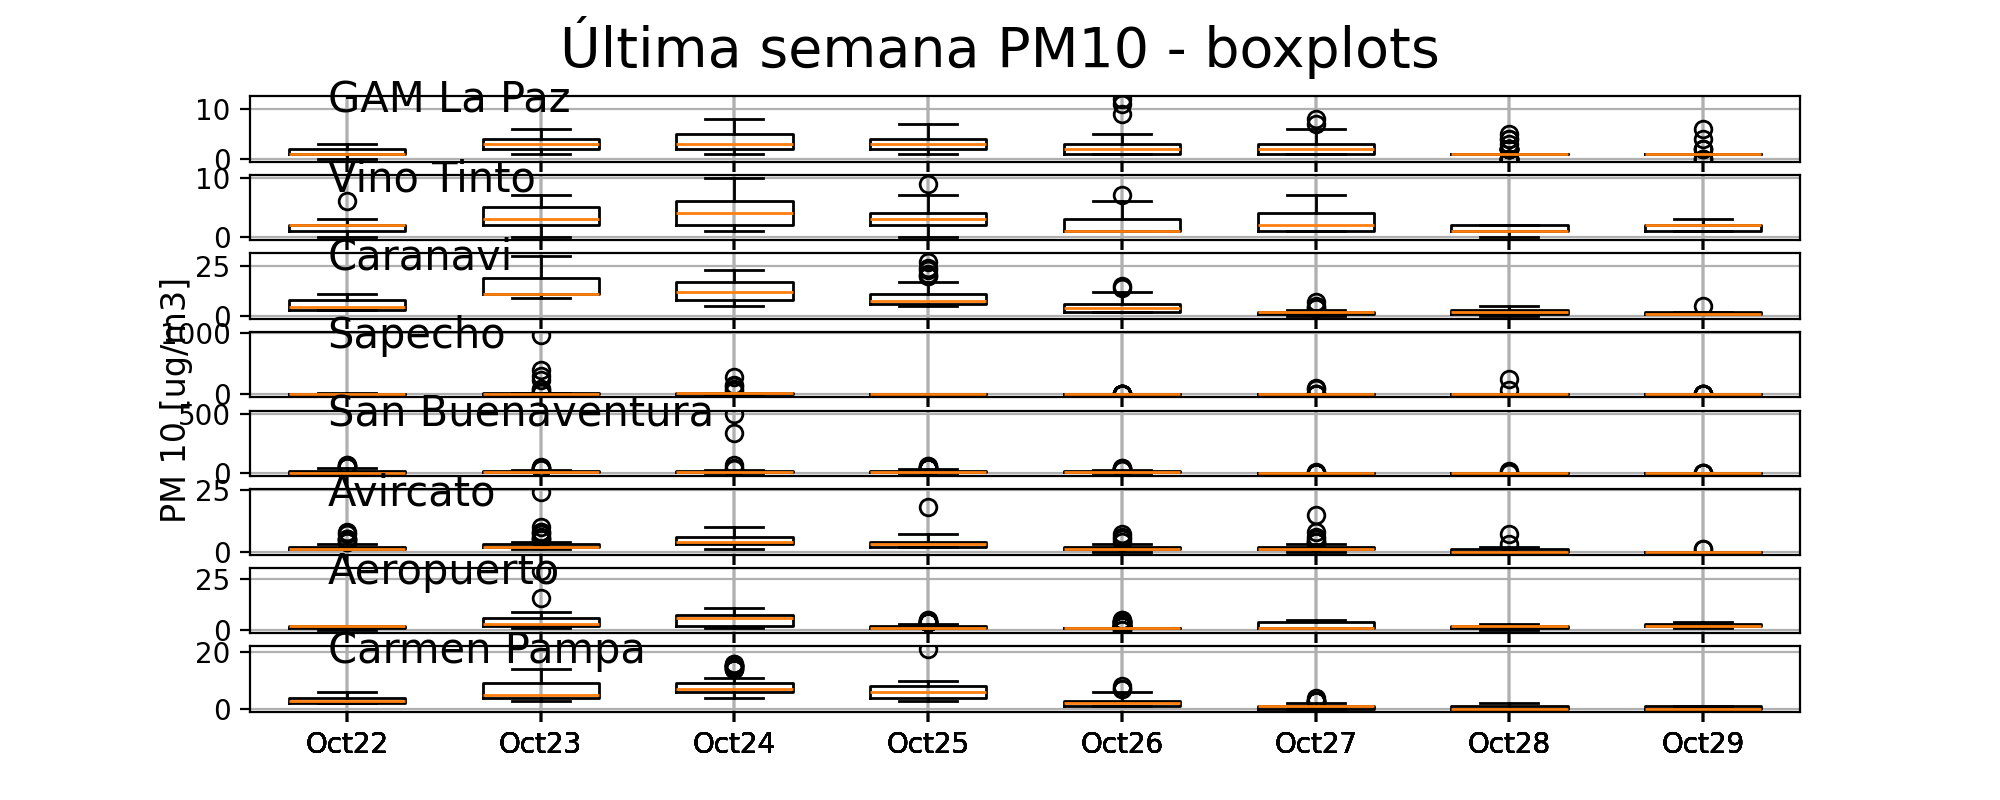 Última semana PM10 - boxplots
GAM La Paz
10
0
Vino Tinto
10
0
Caranavi
25
0
Sapecho
1000
0
San Buenaventura
500
0
Avircato
25
0
Aeropuerto
25
0
Carmen Pampa
20
0
PM 10 [ug/m3]
Oct22 Oct23 Oct24 Oct25 Oct26 Oct27 Oct28 Oct29